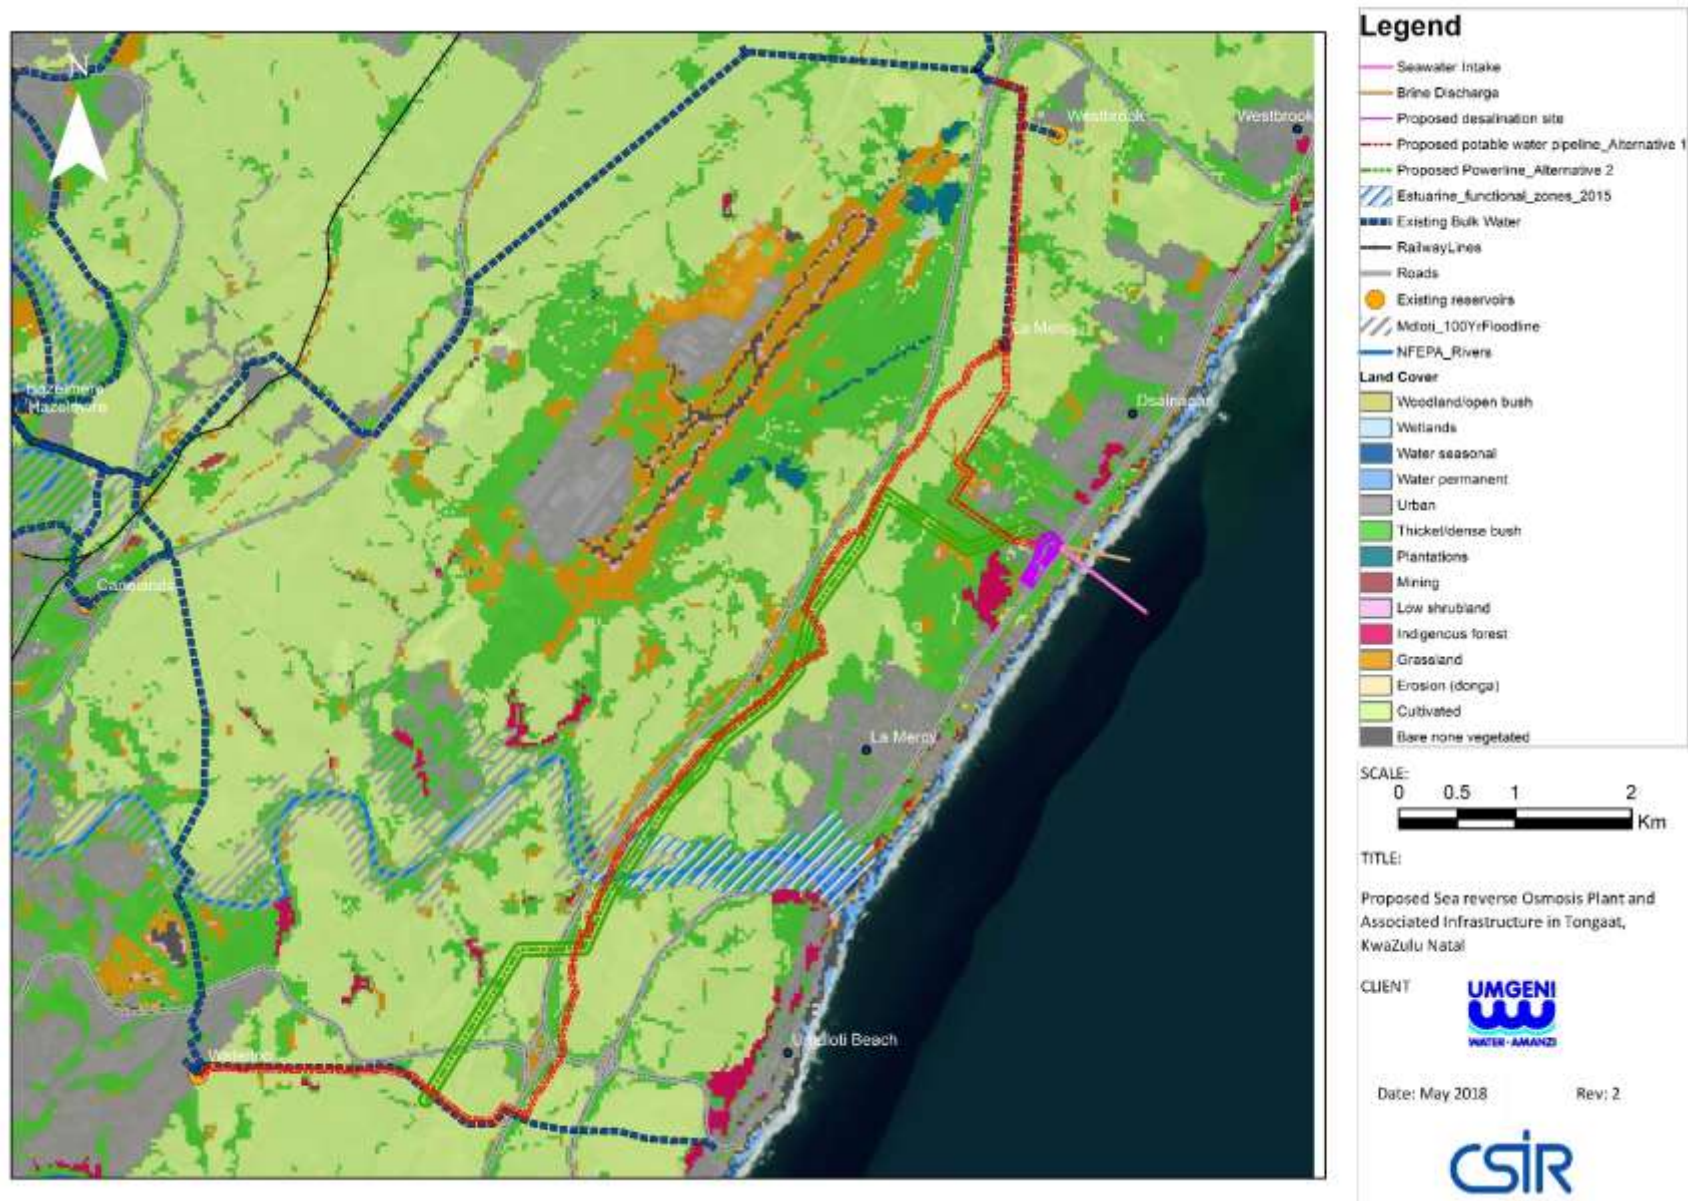 N
Westbrook
Westbrook
La Mercy
Dsainagar
Hazelmere
Hazelmere
Canelands
La Mercy
Waterloo
Umdloti Beach
Legend
Seawater Intake
Brine Discharge
Proposed desalination site
Proposed potable water pipeline_Alternative 1
Proposed Powerline_Alternative 2
Estuarine_functional_zones_2015
Existing Bulk Water
RailwayLines
Roads
Existing reservoirs
Mdloti_100YrFloodline
NFEPA_Rivers
Land Cover
Woodland/open bush
Wetlands
Water seasonal
Water permanent
Urban
Thicket/dense bush
Plantations
Mining
Low shrubland
Indigenous forest
Grassland
Erosion (donga)
Cultivated
Bare none vegetated
SCALE:
0 0.5 1 2
Km
TITLE:
Proposed Sea reverse Osmosis Plant and
Associated Infrastructure in Tongaat,
KwaZulu Natal
CLIENT
UMGENI
WATER·AMANZI
Date: May 2018 Rev: 2
CSIR